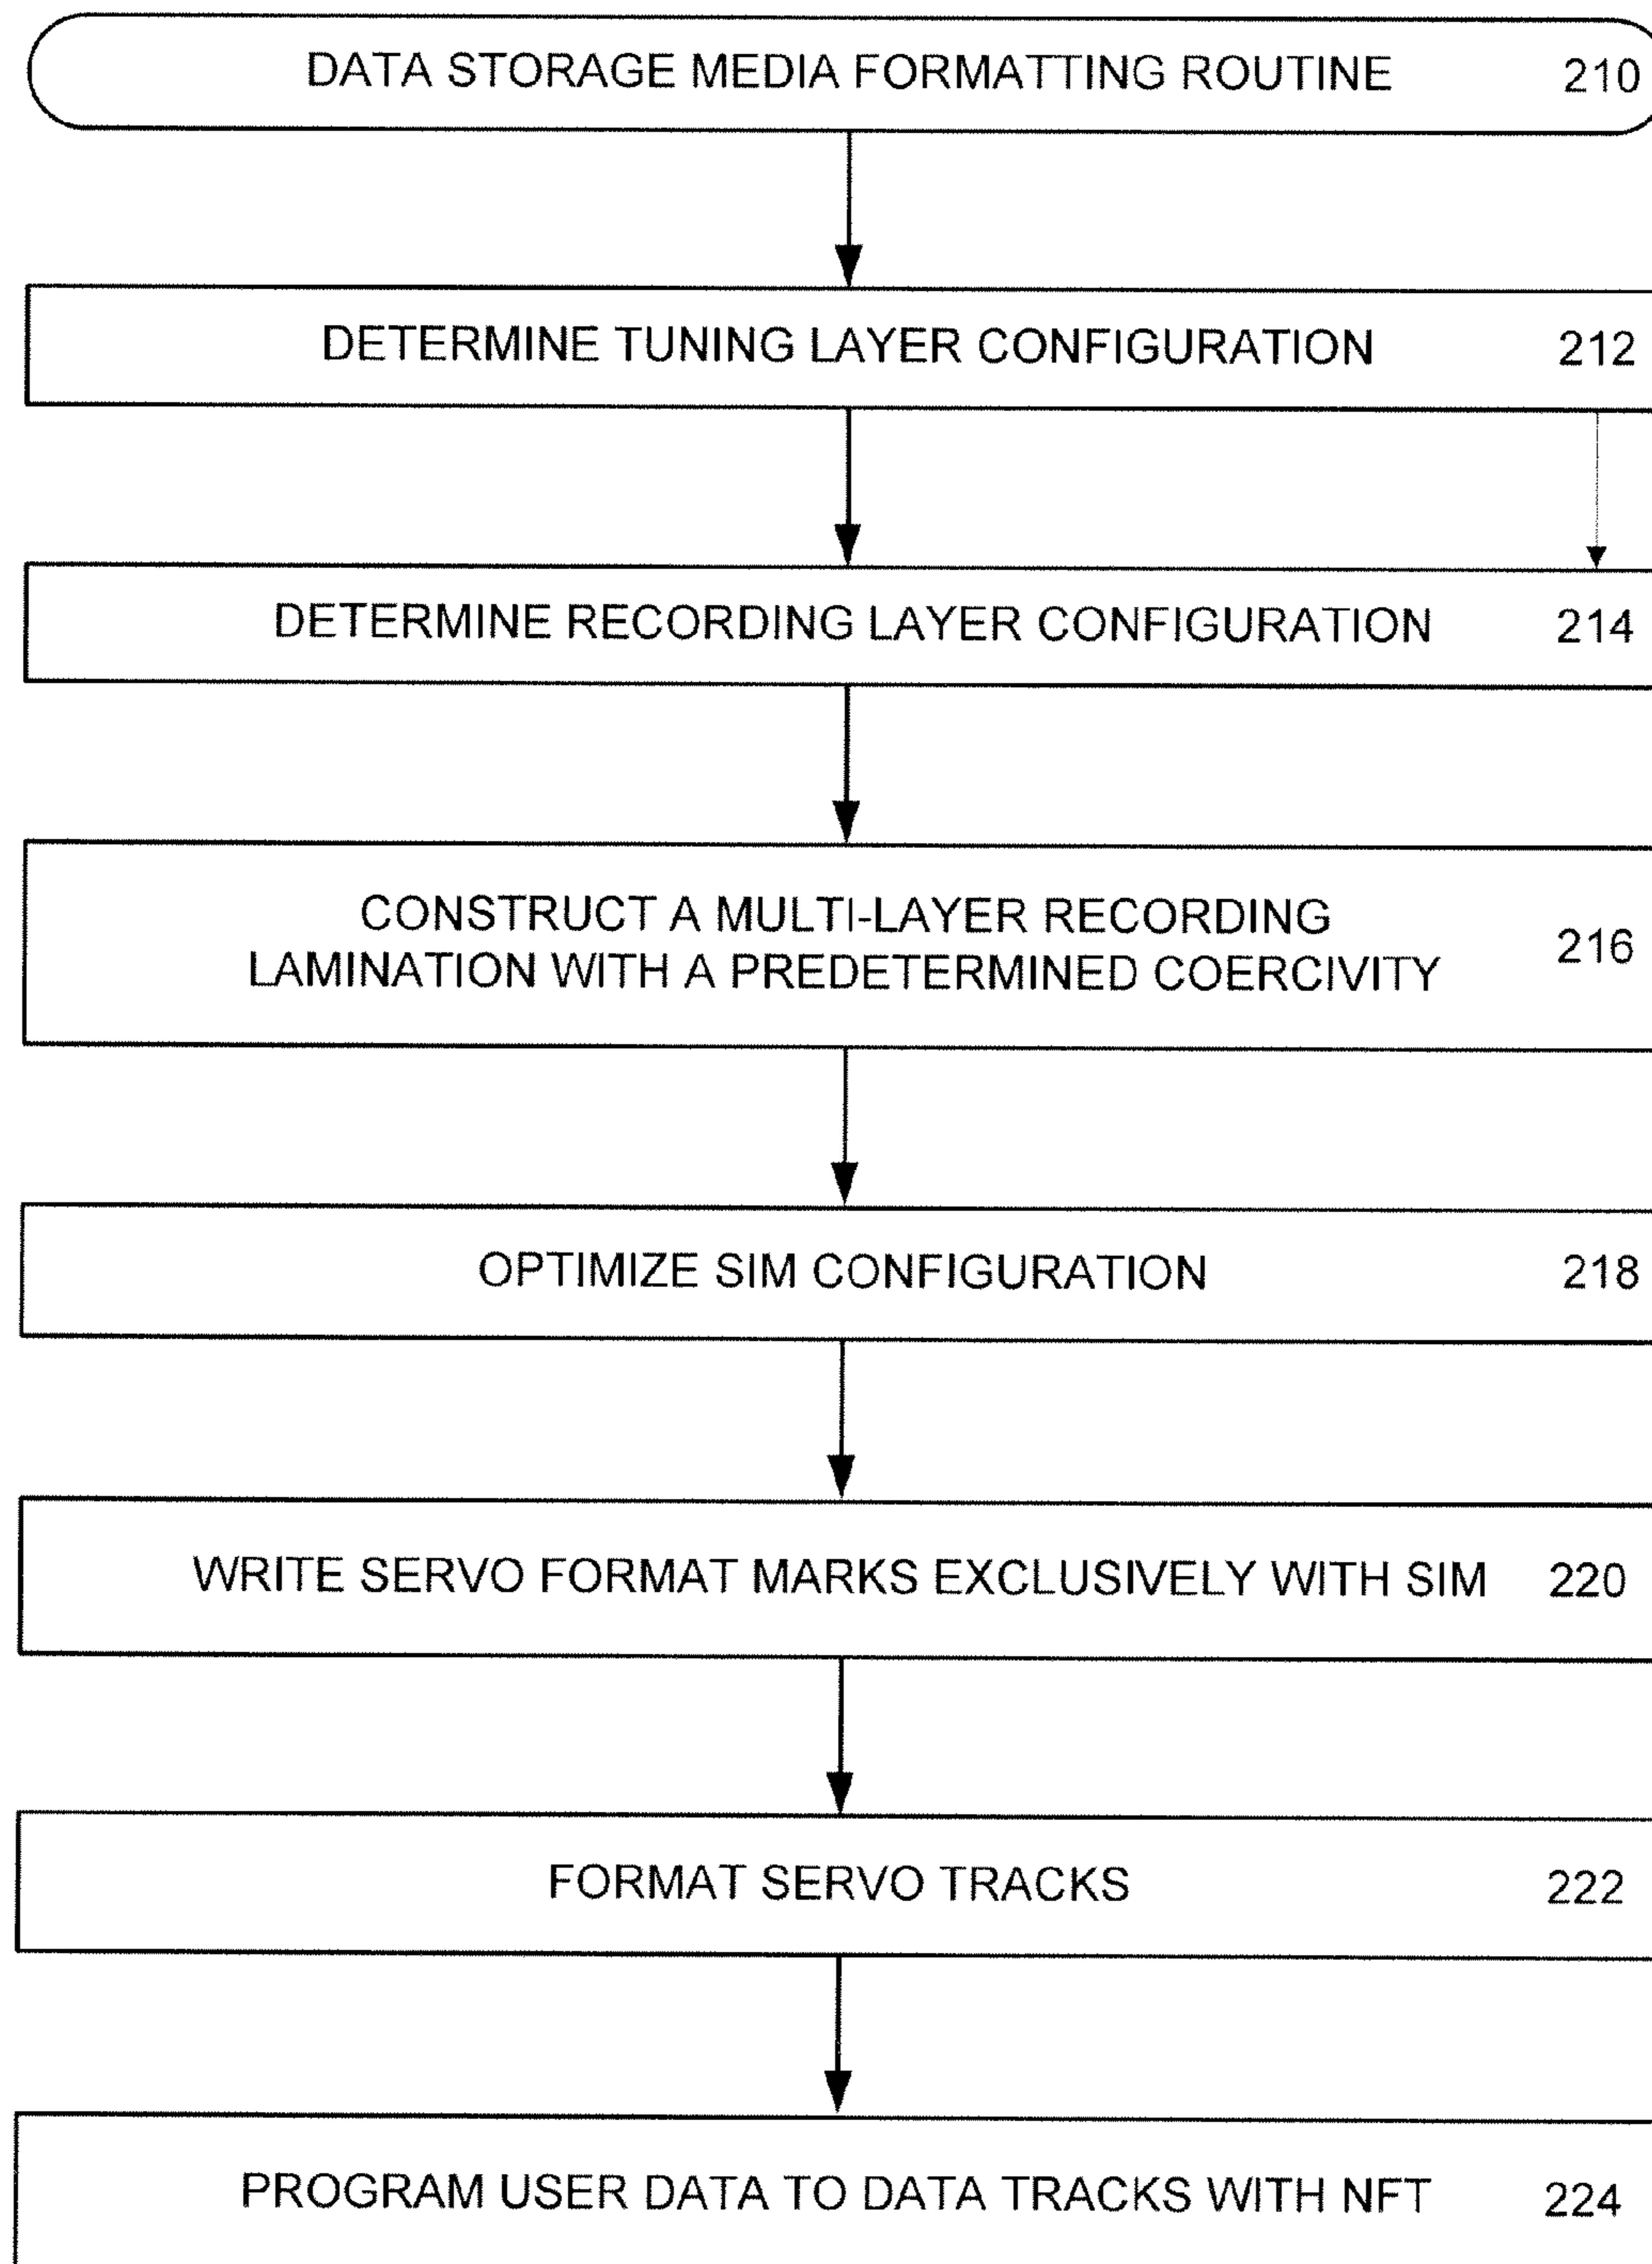 DATA STORAGE MEDIA FORMATTING ROUTINE 210
DETERMINE TUNING LAYER CONFIGURATION 212
DETERMINE RECORDING LAYER CONFIGURATION 214
CONSTRUCT A MULTI-LAYER RECORDING
LAMINATION WITH A PREDETERMINED COERCIVITY 216
OPTIMIZE SIM CONFIGURATION 218
WRITE SERVO FORMAT MARKS EXCLUSIVELY WITH SIM 220
FORMAT SERVO TRACKS 222
PROGRAM USER DATA TO DATA TRACKS WITH NFT 224